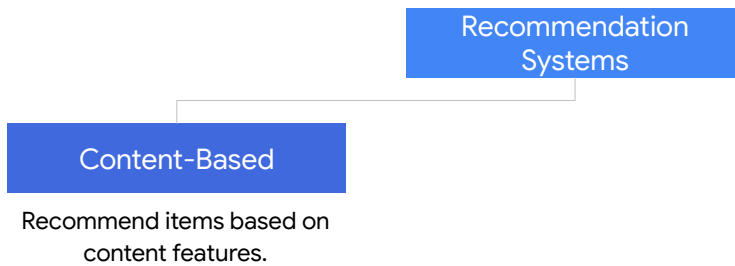 Recommendation
Systems
Content-Based
Recommend items based on
content features.